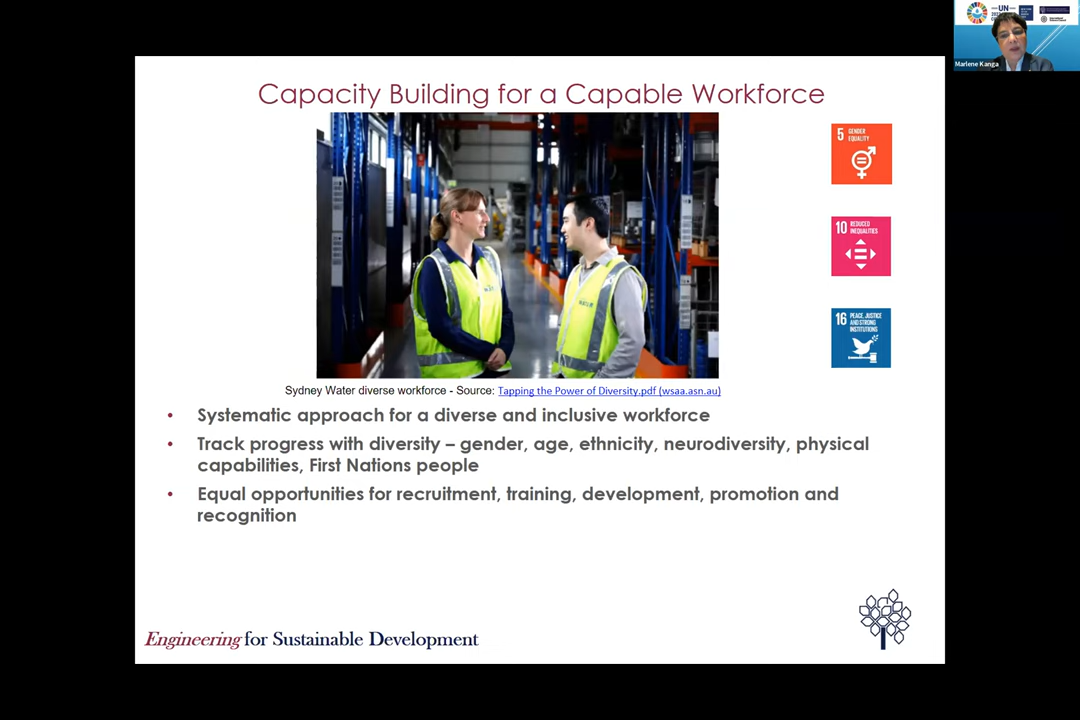 Capacity Building for a Capable Workforce
5 GENDER
EQUALITY
10 REDUCED
INEQUALITIES
16 PEACE, JUSTICE
AND STRONG
INSTITUTIONS
Sydney Water diverse workforce - Source: Tapping the Power of Diversity.pdf (wsaa.asn.au)
• Systematic approach for a diverse and inclusive workforce
• Track progress with diversity – gender, age, ethnicity, neurodiversity, physical
capabilities, First Nations people
• Equal opportunities for recruitment, training, development, promotion and
recognition
Engineering for Sustainable Development
UN
Marlene Kanga